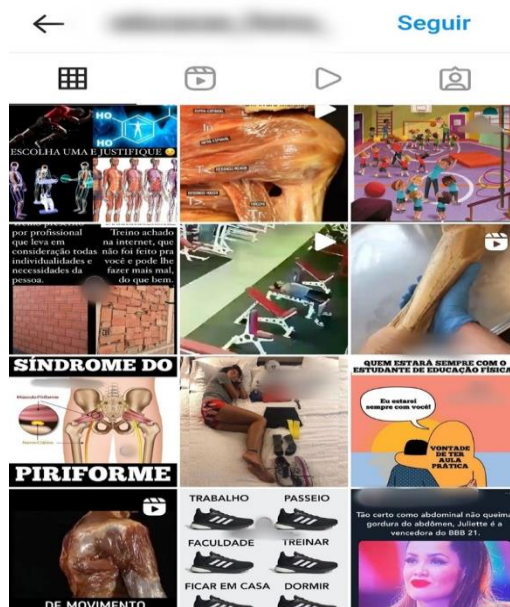 Seguir
HO
HO
ESCOLHA UMA E JUSTIFIQUE
por profissional
que leva em
consideração todas
individualidades e
necessidades da
pessoa.
Treino achado
na internet, que
não foi feito pra
você e pode lhe
fazer mais mal,
do que bem.
SÍNDROME DO
Músculo Piriforme
PIRIFORME
QUEM ESTARÁ SEMPRE COM O
ESTUDANTE DE EDUCAÇÃO FÍSICA
Eu estarei
sempre com você!
VONTADE
DE TER
AULA
PRÁTICA
DE MOVIMENTO
TRABALHO PASSEIO
FACULDADE TREINAR
FICAR EM CASA DORMIR
Tão certo como abdominal não queima
gordura do abdômen, Juliette é a
vencedora do BBB 21.